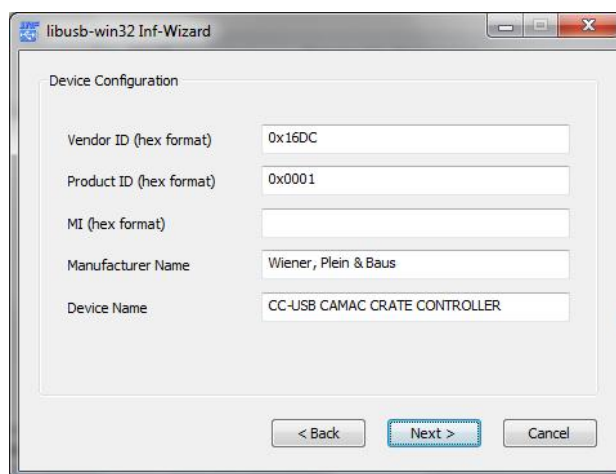 libusb-win32 Inf-Wizard
Device Configuration
Vendor ID (hex format) 0x16DC
Product ID (hex format) 0x0001
MI (hex format)
Manufacturer Name Wiener, Plein & Baus
Device Name CC-USB CAMAC CRATE CONTROLLER
< Back Next > Cancel